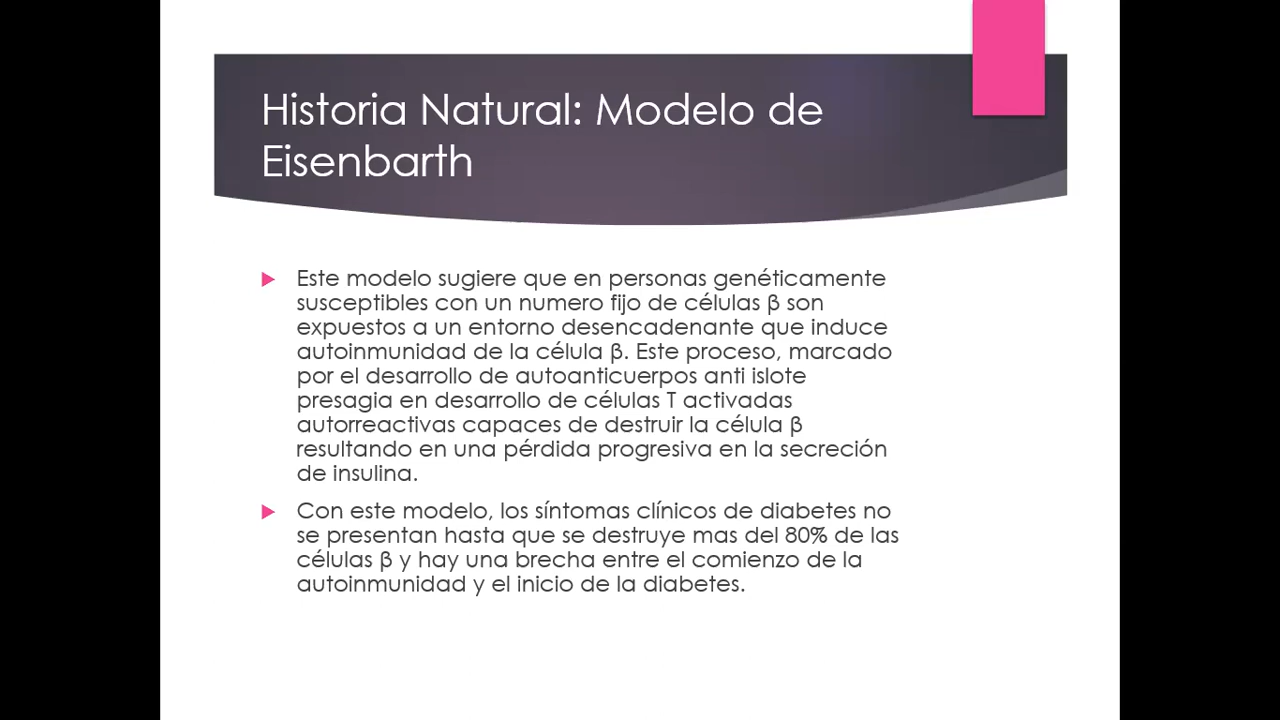 Historia Natural: Modelo de
Eisenbarth
Este modelo sugiere que en personas genéticamente
susceptibles con un numero fijo de células β son
expuestos a un entorno desencadenante que induce
autoinmunidad de la célula β. Este proceso, marcado
por el desarrollo de autoanticuerpos anti islote
presagia en desarrollo de células T activadas
autorreactivas capaces de destruir la célula β
resultando en una pérdida progresiva en la secreción
de insulina.
Con este modelo, los síntomas clínicos de diabetes no
se presentan hasta que se destruye mas del 80% de las
células β y hay una brecha entre el comienzo de la
autoinmunidad y el inicio de la diabetes.